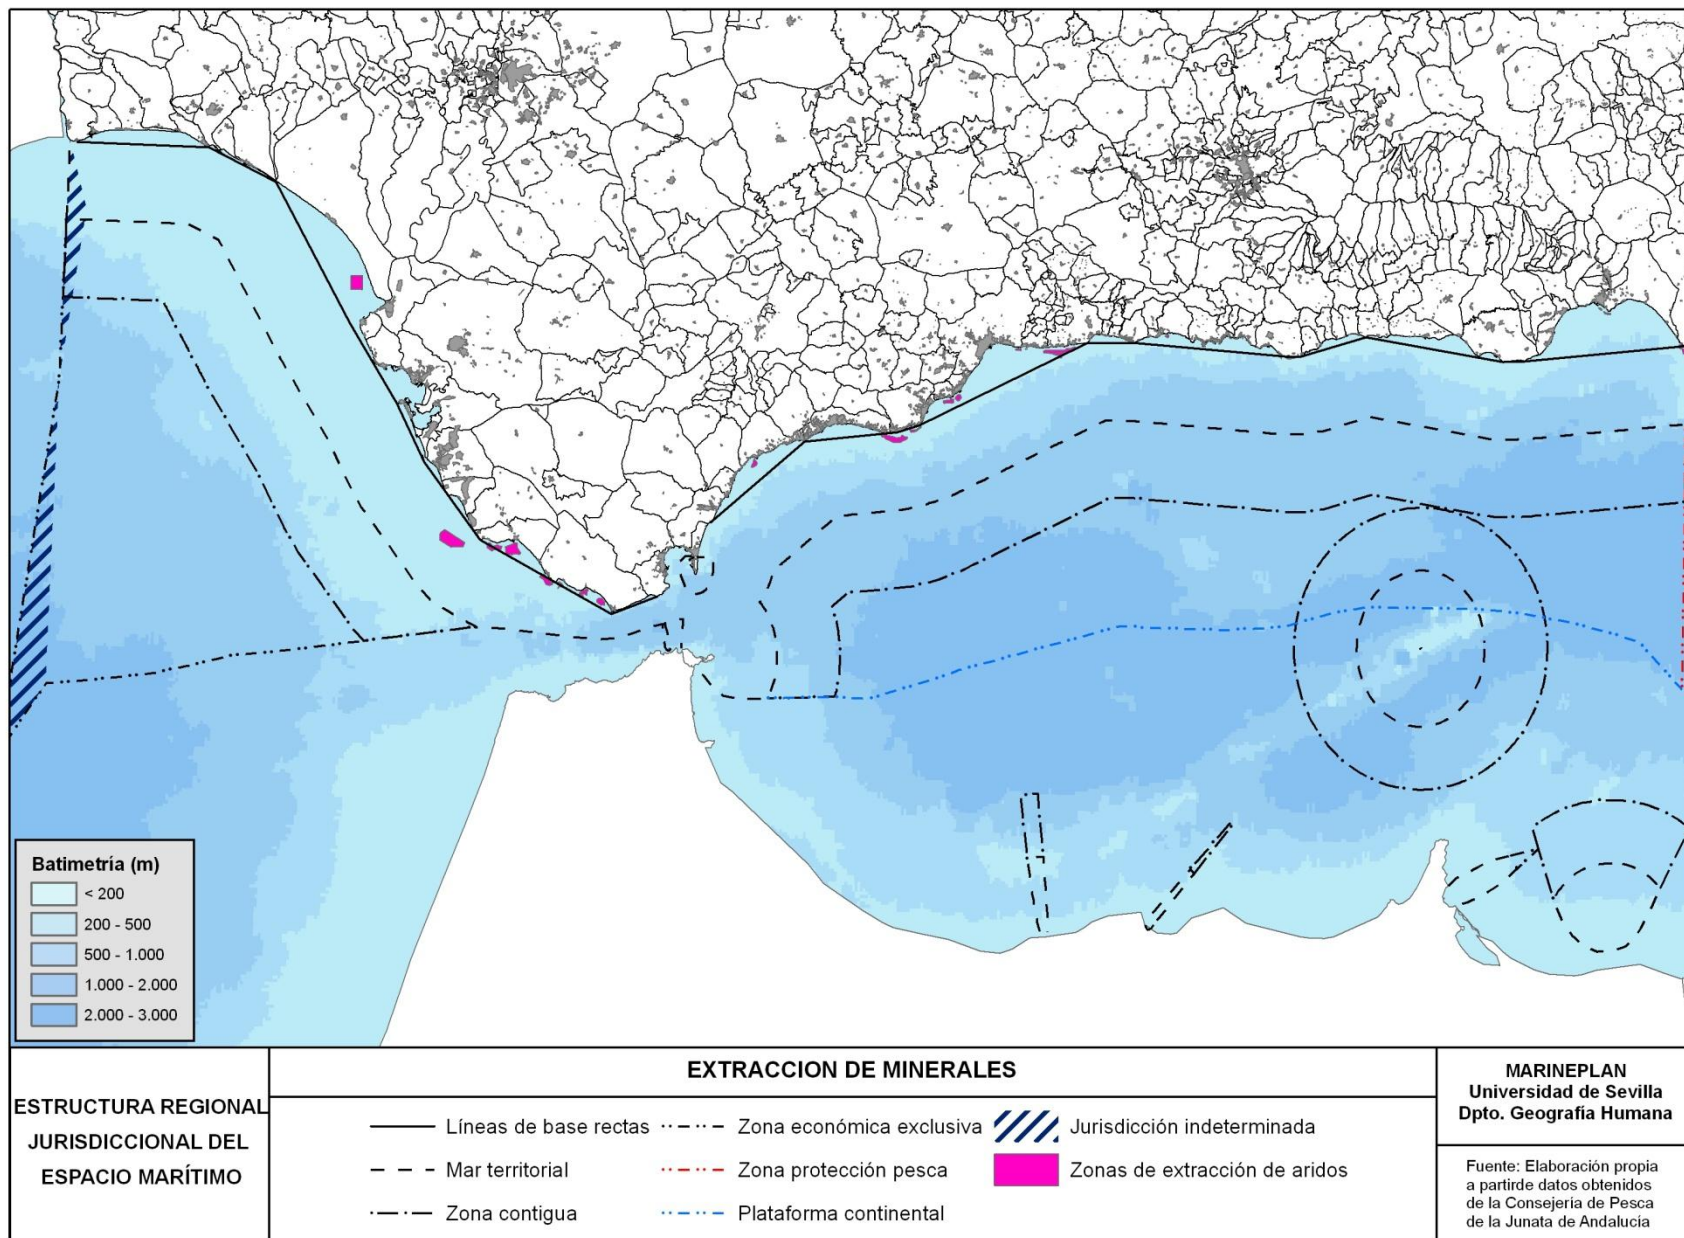 Batimetría (m)
< 200
200 - 500
500 - 1.000
1.000 - 2.000
2.000 - 3.000
ESTRUCTURA REGIONAL
JURISDICCIONAL DEL
ESPACIO MARÍTIMO
EXTRACCION DE MINERALES
Líneas de base rectas
Mar territorial
Zona contigua
Zona económica exclusiva
Zona protección pesca
Plataforma continental
Jurisdicción indeterminada
Zonas de extracción de aridos
MARINEPLAN
Universidad de Sevilla
Dpto. Geografía Humana
Fuente: Elaboración propia
a partirde datos obtenidos
de la Consejería de Pesca
de la Junata de Andalucía